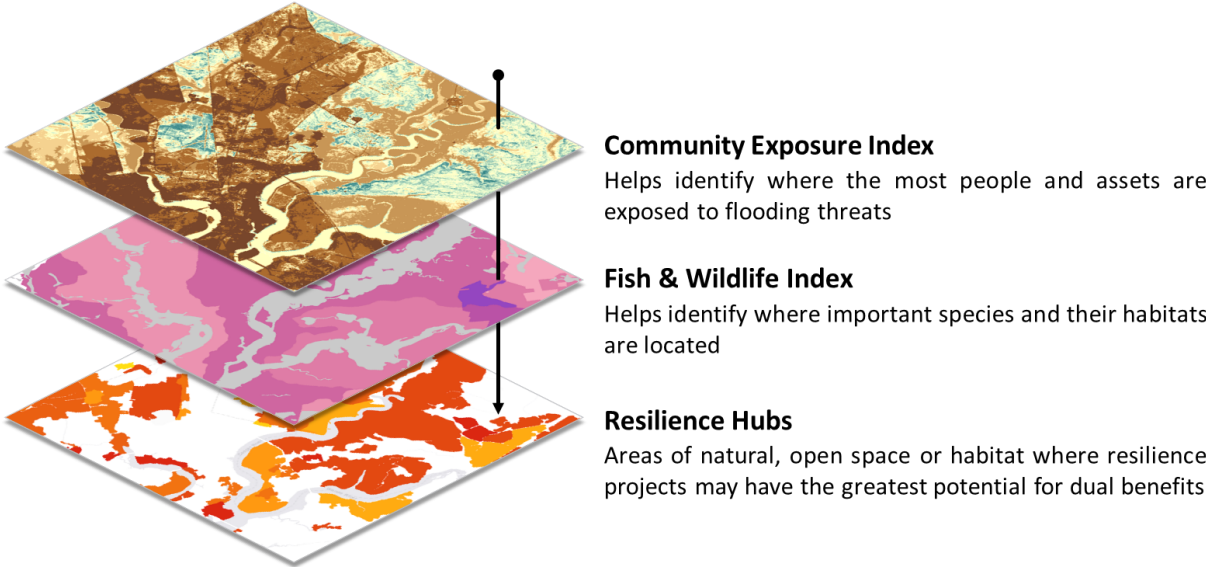 Community Exposure Index
Helps identify where the most people and assets are
exposed to flooding threats
Fish & Wildlife Index
Helps identify where important species and their habitats
are located
Resilience Hubs
Areas of natural, open space or habitat where resilience
projects may have the greatest potential for dual benefits